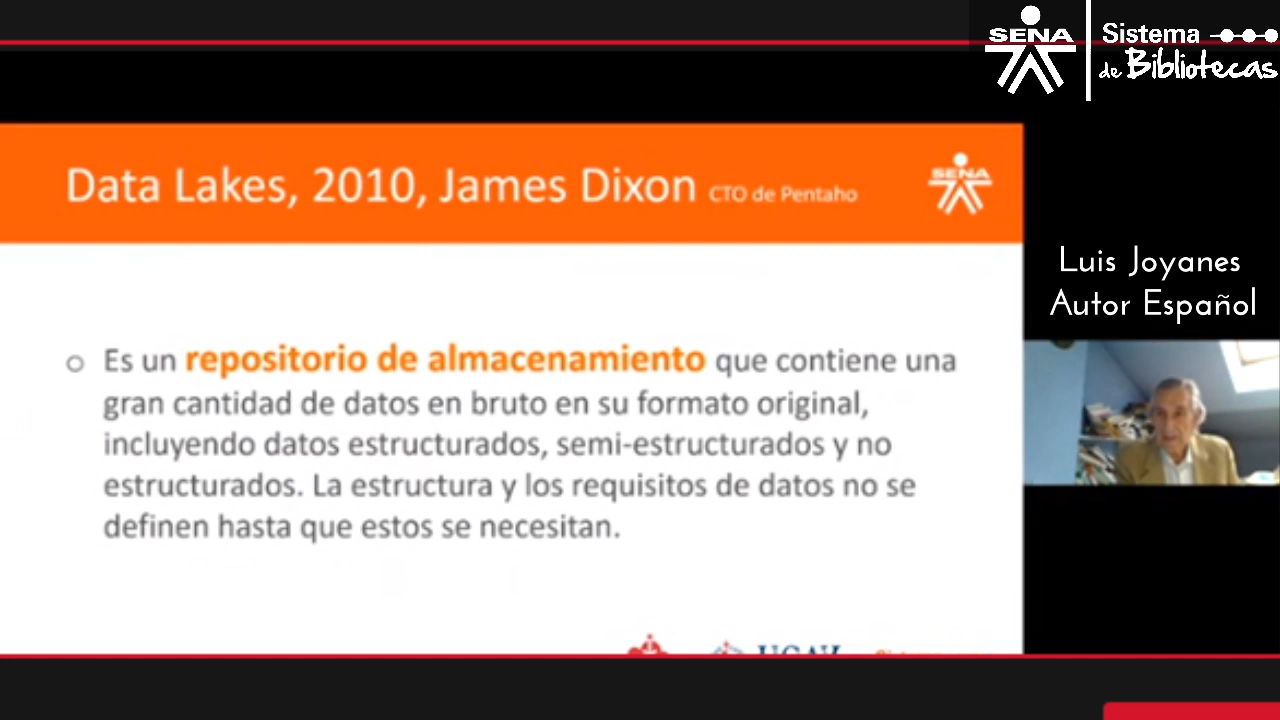 SENA
Sistema
de Bibliotecas
Data Lakes, 2010, James Dixon CTO de Pentaho
SENA
Luis Joyanes
Autor Español
Es un repositorio de almacenamiento que contiene una
gran cantidad de datos en bruto en su formato original,
incluyendo datos estructurados, semi-estructurados y no
estructurados. La estructura y los requisitos de datos no se
definen hasta que estos se necesitan.